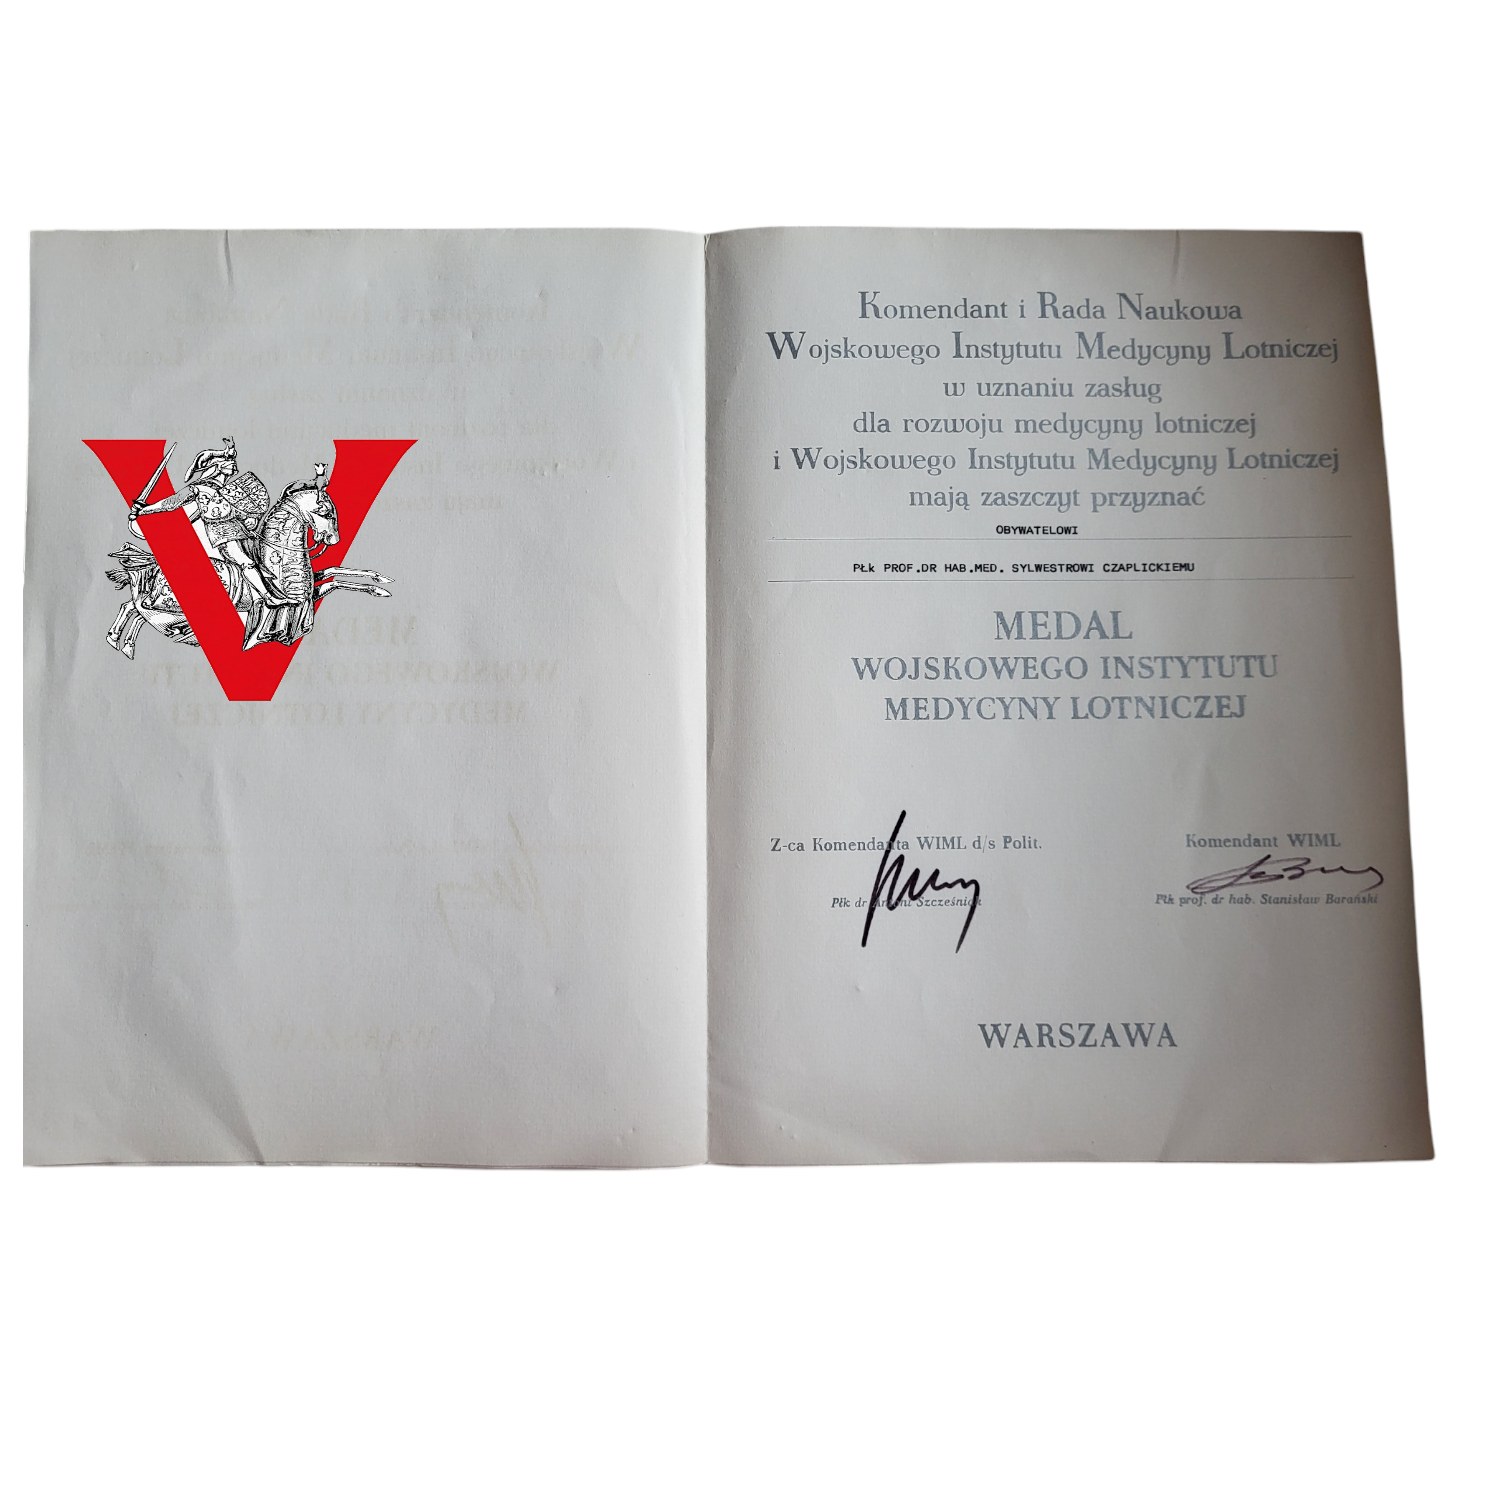 V
Komendant i Rada Naukowa
Wojskowego Instytutu Medycyny Lotniczej
w uznaniu zasług
dla rozwoju medycyny lotniczej
i Wojskowego Instytutu Medycyny Lotniczej
mają zaszczyt przyznać
OBYWATELOWI
PŁk PROF.DR HAB.MED. SYLWESTROWI CZAPLICKIEMU
MEDAL
WOJSKOWEGO INSTYTUTU
MEDYCYNY LOTNICZEJ
Z-ca Komendanta WIML d/s Polit.
Płk dr Antoni Szcześniak
Komendant WIML
Płk prof. dr hab. Stanisław Barański
WARSZAWA